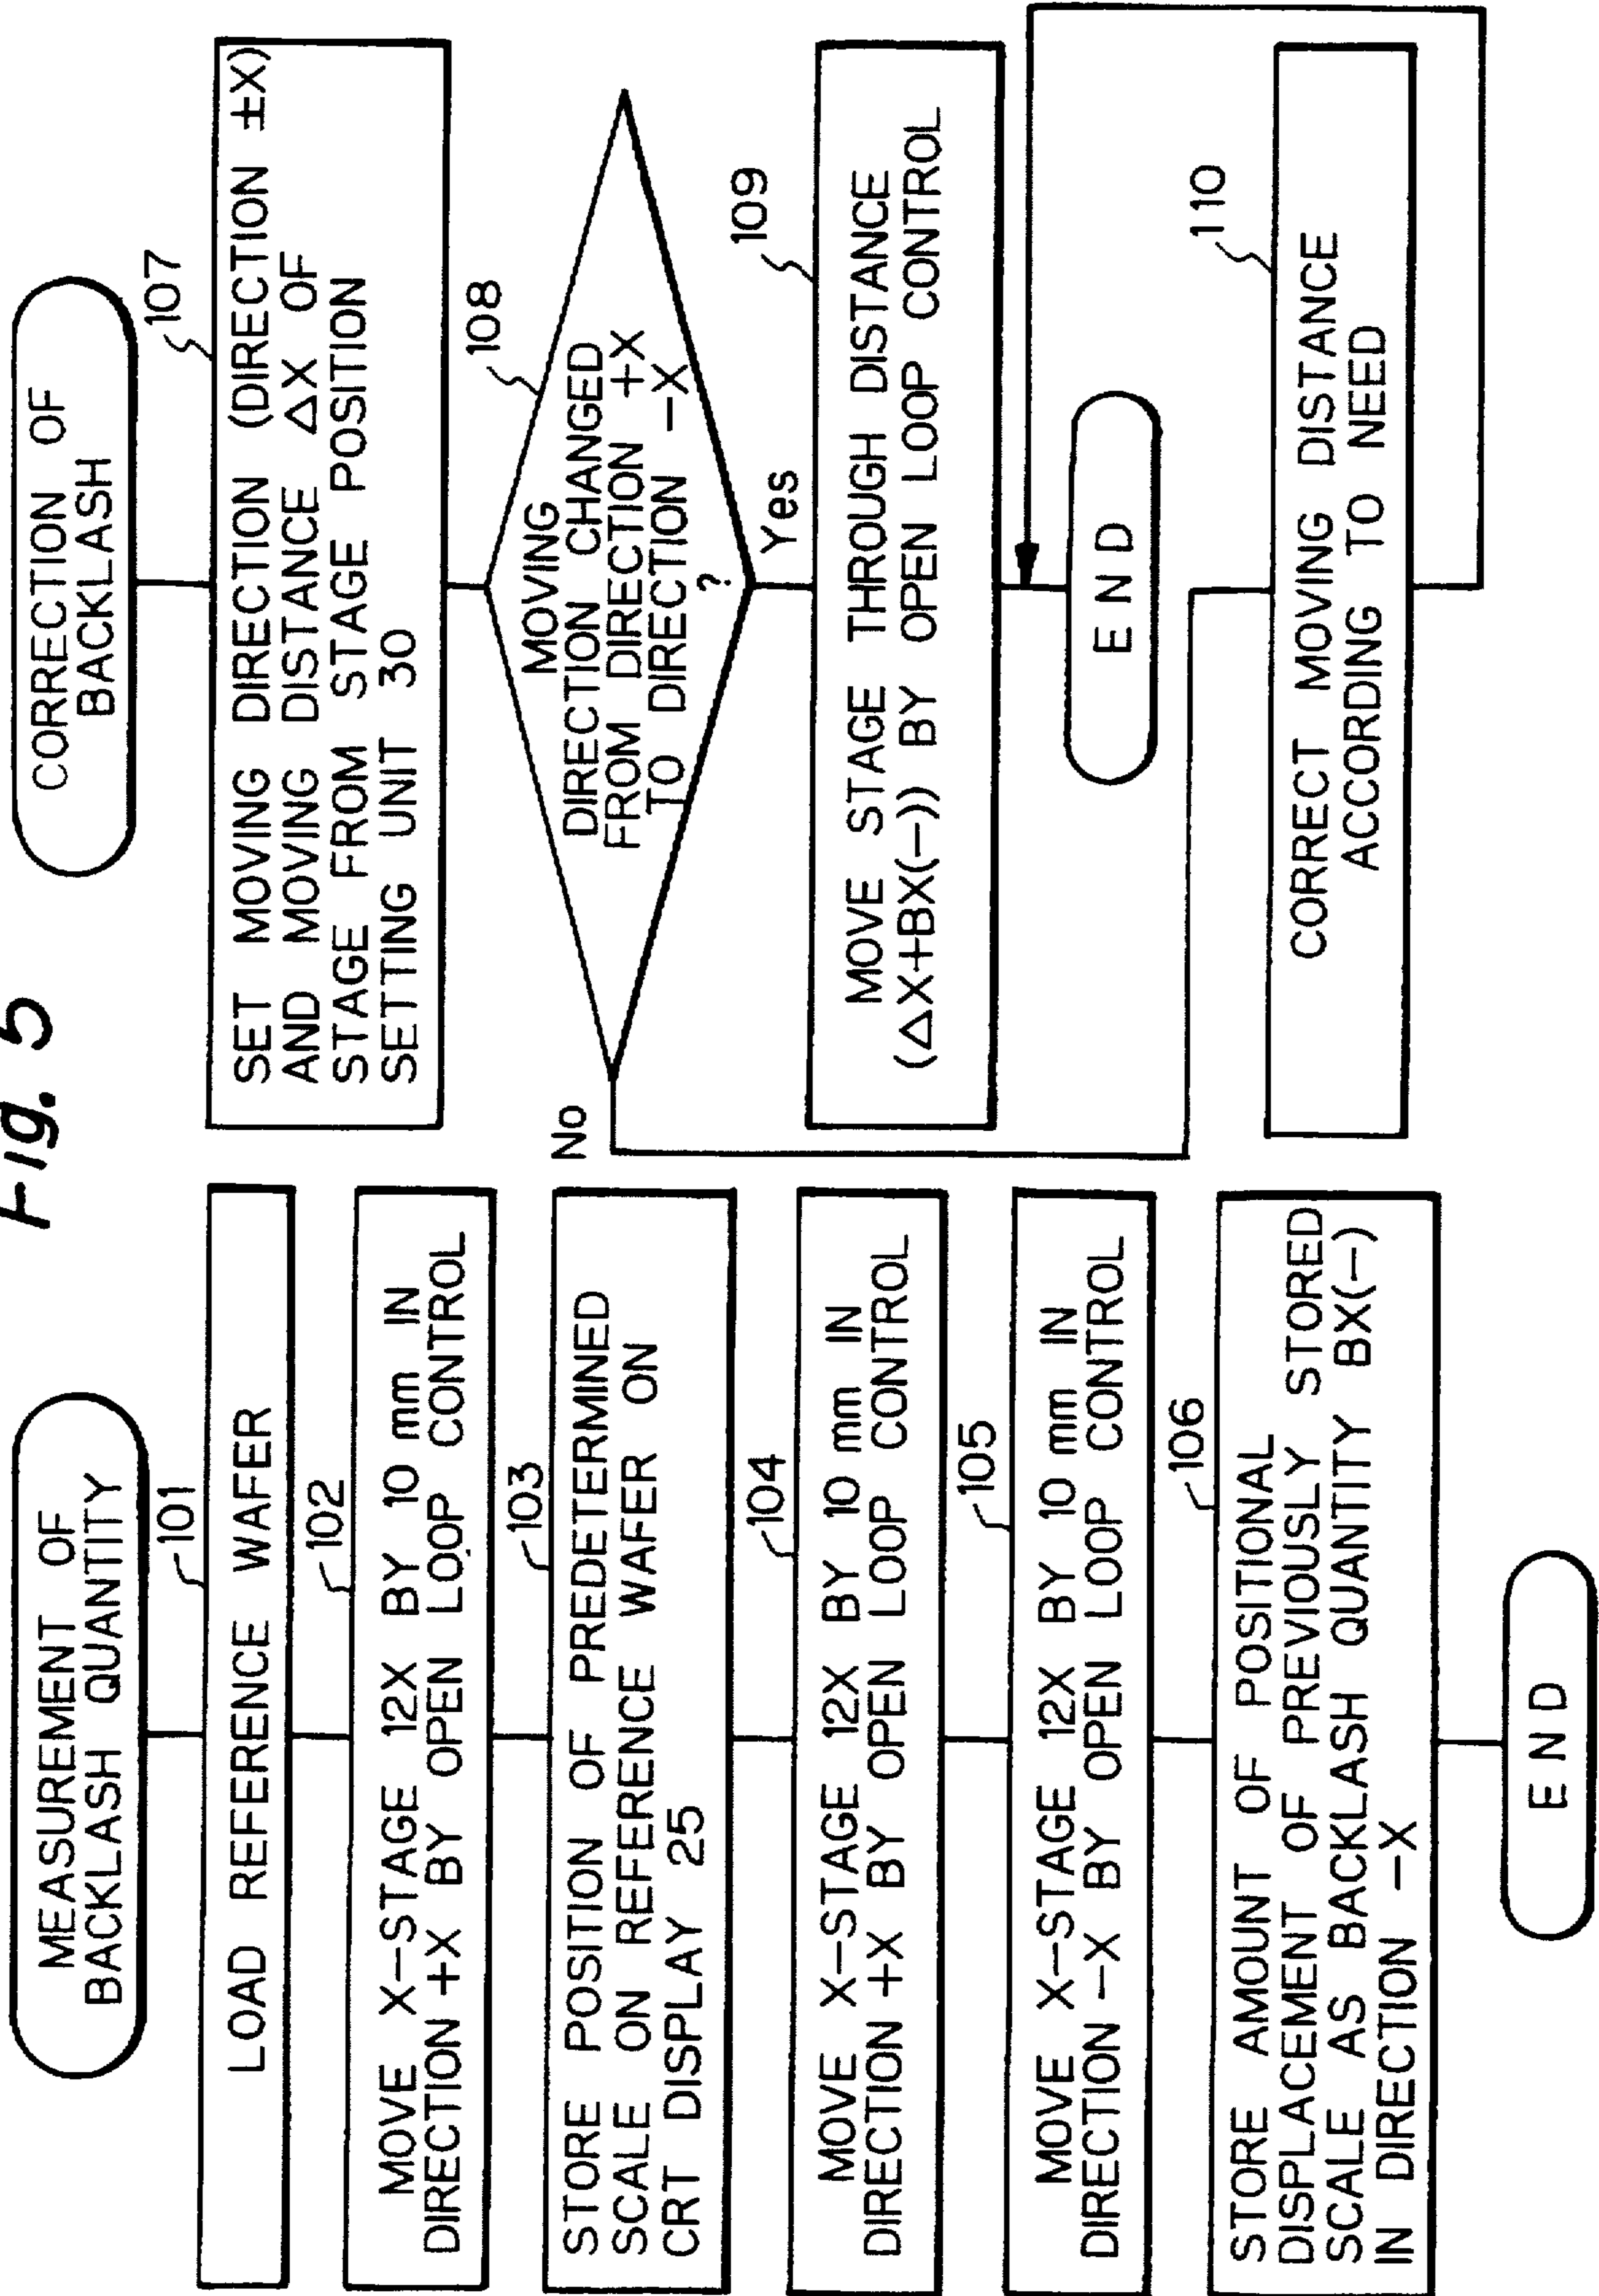 Fig. 5
MEASUREMENT OF
BACKLASH QUANTITY
101
LOAD REFERENCE WAFER
102
MOVE X-STAGE 12X BY 10 mm IN
DIRECTION +X BY OPEN LOOP CONTROL
103
STORE POSITION OF PREDETERMINED
SCALE ON REFERENCE WAFER ON
CRT DISPLAY 25
104
MOVE X-STAGE 12X BY 10 mm IN
DIRECTION +X BY OPEN LOOP CONTROL
105
MOVE X-STAGE 12X BY 10 mm IN
DIRECTION -X BY OPEN LOOP CONTROL
106
STORE AMOUNT OF POSITIONAL
DISPLACEMENT OF PREVIOUSLY STORED
SCALE AS BACKLASH QUANTITY BX(-)
IN DIRECTION -X
END
CORRECTION OF
BACKLASH
107
SET MOVING DIRECTION (DIRECTION ±X)
AND MOVING DISTANCE △X OF
STAGE FROM STAGE POSITION
SETTING UNIT 30
108
MOVING
DIRECTION CHANGED
FROM DIRECTION +X
TO DIRECTION -X
?
No
Yes
109
MOVE STAGE THROUGH DISTANCE
(△X+BX(-)) BY OPEN LOOP CONTROL
END
110
CORRECT MOVING DISTANCE
ACCORDING TO NEED